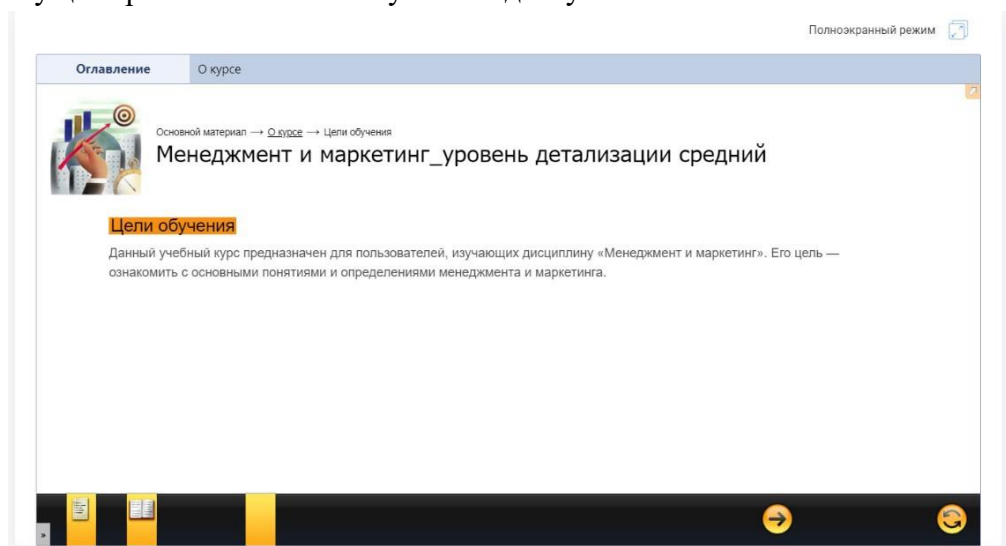 Полноэкранный режим
Оглавление О курсе
Основной материал → О курсе → Цели обучения
Менеджмент и маркетинг_уровень детализации средний
Цели обучения
Данный учебный курс предназначен для пользователей, изучающих дисциплину «Менеджмент и маркетинг». Его цель —
ознакомить с основными понятиями и определениями менеджмента и маркетинга.
»